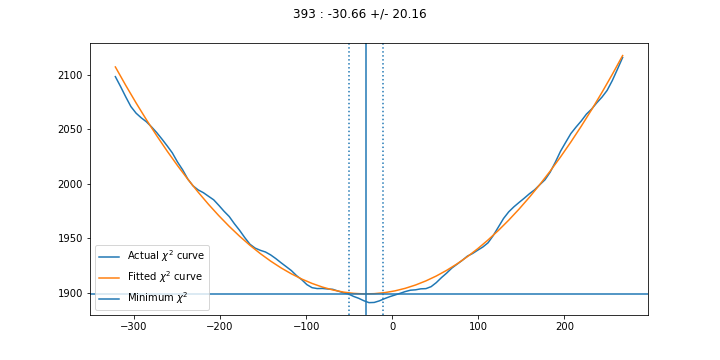 393 : -30.66 +/- 20.16
2100
2050
2000
1950
1900
Actual χ² curve
Fitted χ² curve
Minimum χ²
−300 −200 −100 0 100 200